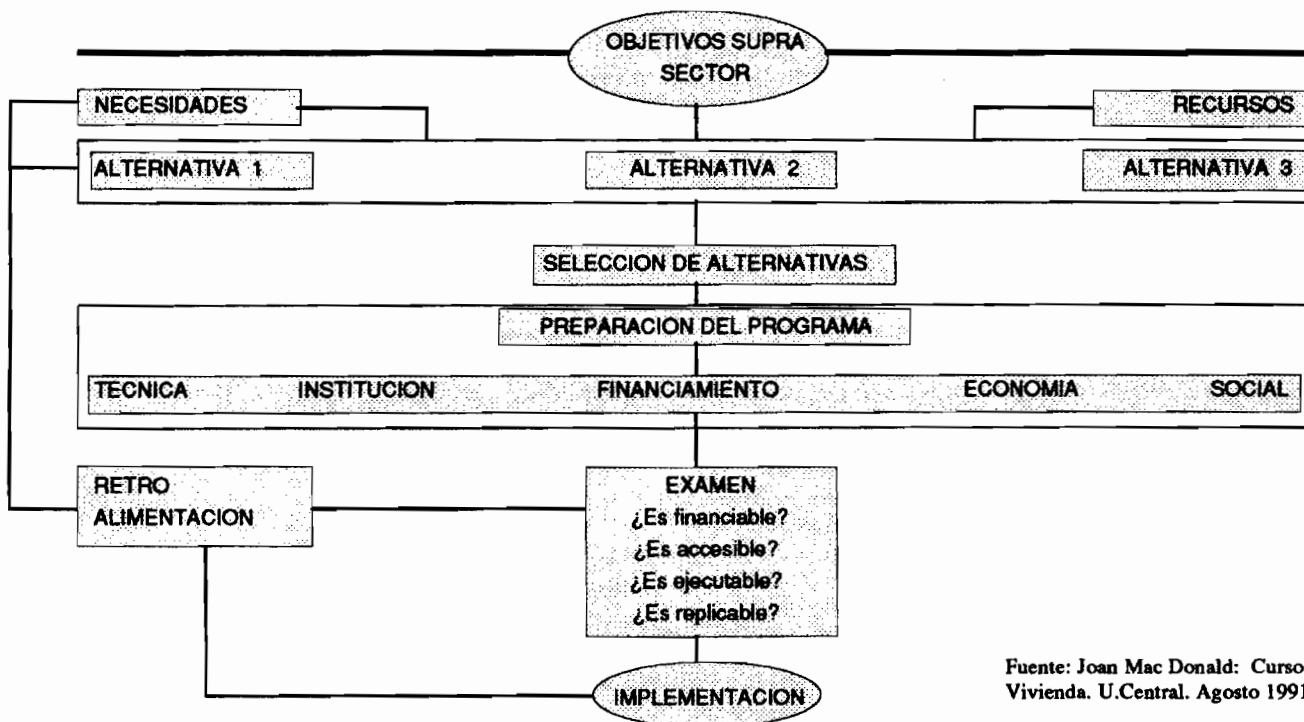 OBJETIVOS SUPRA
SECTOR
NECESIDADES
RECURSOS
ALTERNATIVA 1
ALTERNATIVA 2
ALTERNATIVA 3
SELECCION DE ALTERNATIVAS
PREPARACION DEL PROGRAMA
TECNICA INSTITUCION FINANCIAMIENTO ECONOMIA SOCIAL
RETRO
ALIMENTACION
EXAMEN
¿Es financiable?
¿Es accesible?
¿Es ejecutable?
¿Es replicable?
IMPLEMENTACION
Fuente: Joan Mac Donald: Curso
Vivienda. U.Central. Agosto 1991